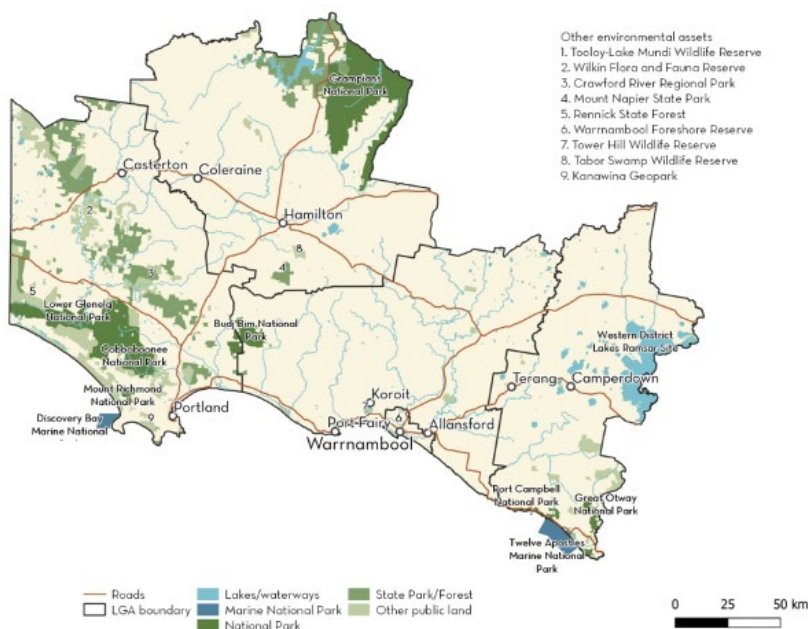 Other environmental assets
1. Tooloy-Lake Mundi Wildlife Reserve
2. Wilkin Flora and Fauna Reserve
3. Crawford River Regional Park
4. Mount Napier State Park
5. Rennick State Forest
6. Warrnambool Foreshore Reserve
7. Tower Hill Wildlife Reserve
8. Tabor Swamp Wildlife Reserve
9. Kanawina Geopark
Grampians
National Park
1
Casterton
Coleraine
2
Hamilton
8
3
4
5
Lower Glenelg
National Park
Budj Bim National
Park
Cobboboonee
National Park
Western District
Lakes Ramsar Site
Mount Richmond
National Park
Koroit
Terang
Camperdown
Discovery Bay
Marine National
9
Portland
7
6
Port Fairy
Allansford
Warrnambool
Port Campbell
National Park
Great Otway
National Park
Twelve Apostles
Marine National
Park
Roads
LGA boundary
Lakes/waterways
Marine National Park
National Park
State Park/Forest
Other public land
0 25 50 km